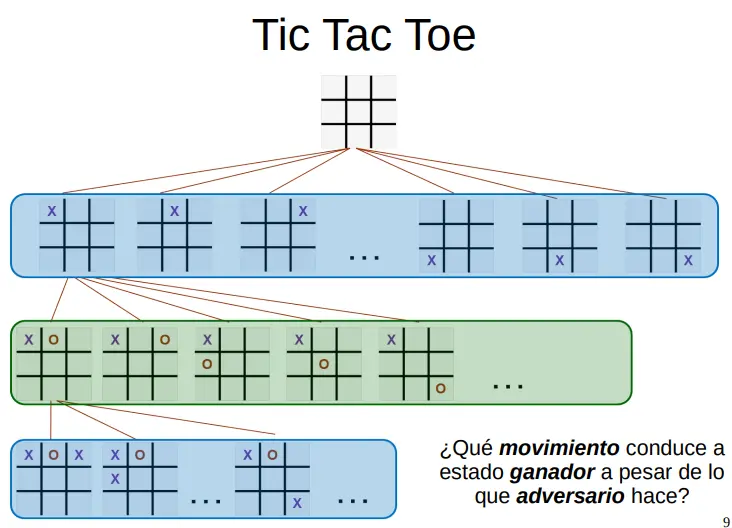 Tic Tac Toe
X X X ... X X X
X O X O X X X
O O
O ...
X O X X O X O
X
... X ...
¿Qué movimiento conduce a
estado ganador a pesar de lo
que adversario hace?
9